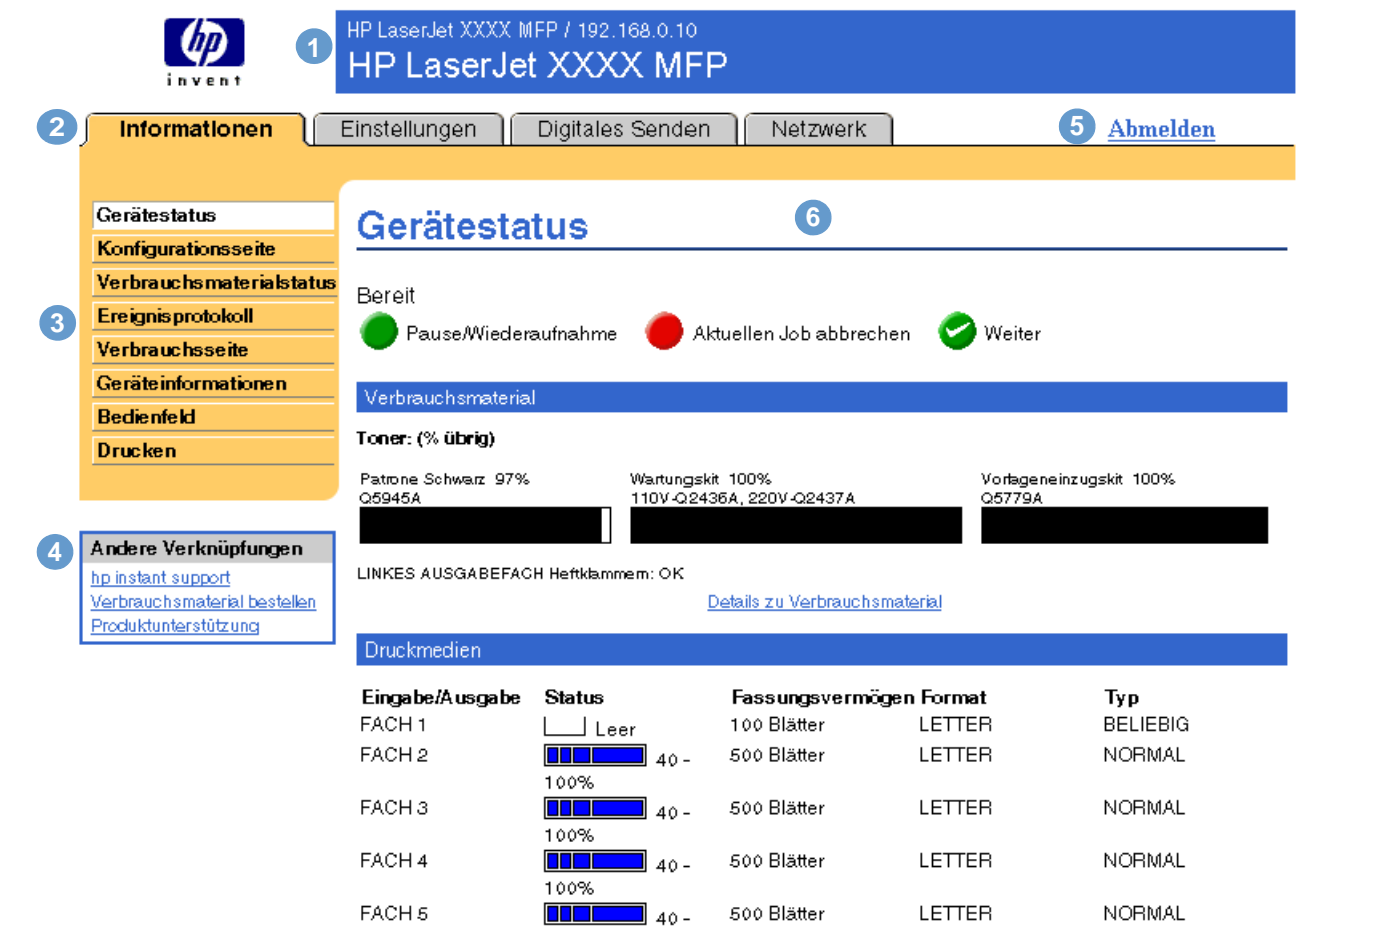 hp
invent
1
HP LaserJet XXXX MFP / 192.168.0.10
HP LaserJet XXXX MFP
2
Informationen
Einstellungen
Digitales Senden
Netzwerk
5
Abmelden
Gerätestatus
Konfigurationsseite
Verbrauchsmaterialstatus
3
Ereignisprotokoll
Verbrauchsseite
Geräteinformationen
Bedienfeld
Drucken
4
Andere Verknüpfungen
hp instant support
Verbrauchsmaterial bestellen
Produktunterstützung
Gerätestatus
6
Bereit
Pause/Wiederaufnahme
Aktuellen Job abbrechen
Weiter
Verbrauchsmaterial
Toner: (% übrig)
Patrone Schwarz 97%
Q5945A
Wartungskit 100%
110V-Q2436A, 220V-Q2437A
Vorlageneinzugskit 100%
Q5779A
LINKES AUSGABEFACH Heftklammern: OK
Details zu Verbrauchsmaterial
Druckmedien
Eingabe/Ausgabe Status Fassungsvermögen Format Typ
FACH 1 Leer 100 Blätter LETTER BELIEBIG
FACH 2 40 - 500 Blätter LETTER NORMAL
100%
FACH 3 40 - 500 Blätter LETTER NORMAL
100%
FACH 4 40 - 500 Blätter LETTER NORMAL
100%
FACH 5 40 - 500 Blätter LETTER NORMAL